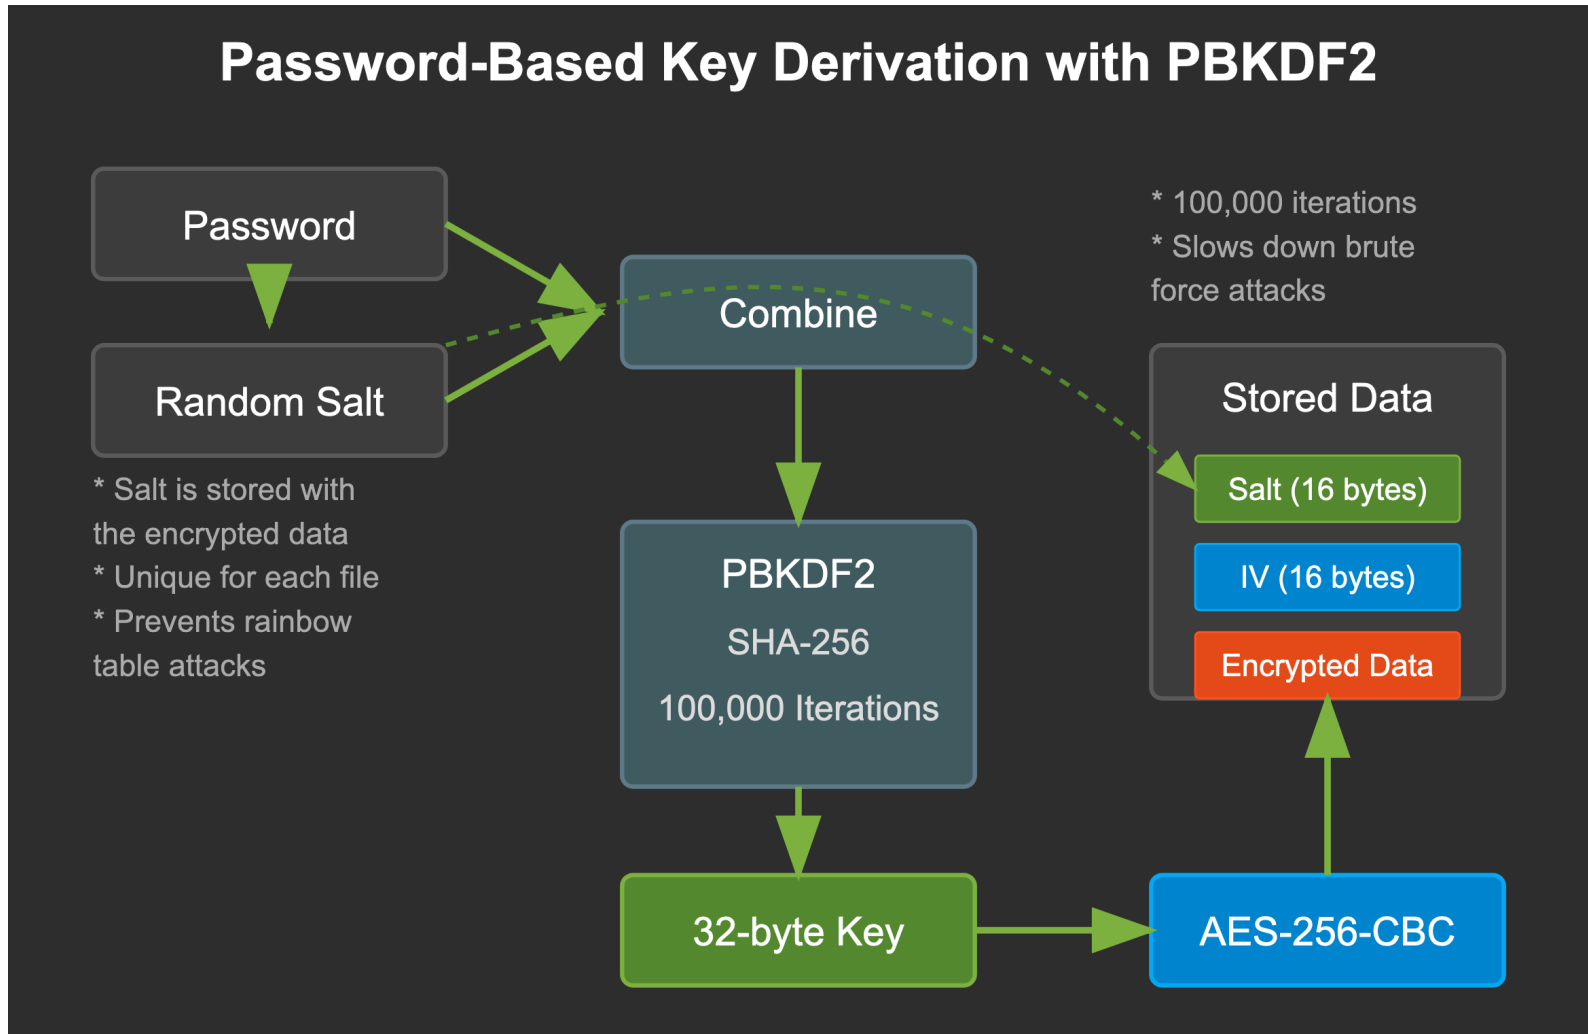 Password-Based Key Derivation with PBKDF2
Password
Random Salt
* Salt is stored with
the encrypted data
* Unique for each file
* Prevents rainbow
table attacks
Combine
PBKDF2
SHA-256
100,000 Iterations
32-byte Key
* 100,000 iterations
* Slows down brute
force attacks
Stored Data
Salt (16 bytes)
IV (16 bytes)
Encrypted Data
AES-256-CBC